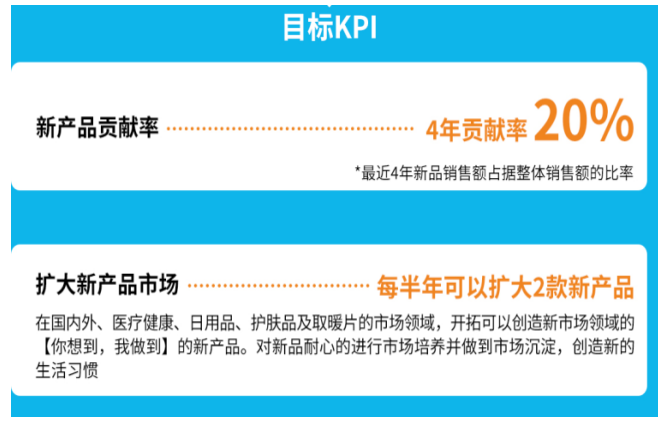 目标KPI
新产品贡献率 4年贡献率 20%
*最近4年新品销售额占据整体销售额的比率
扩大新产品市场 每半年可以扩大2款新产品
在国内外、医疗健康、日用品、护肤品及取暖片的市场领域，开拓可以创造新市场领域的
【你想到，我做到】的新产品。对新品耐心的进行市场培养并做到市场沉淀，创造新的
生活习惯